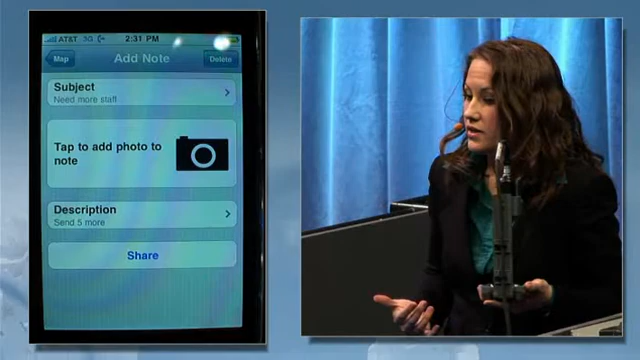 AT&T 3G 2:31 PM
Map Add Note Delete
Subject
Need more staff
Tap to add photo to
note
Description
Send 5 more
Share